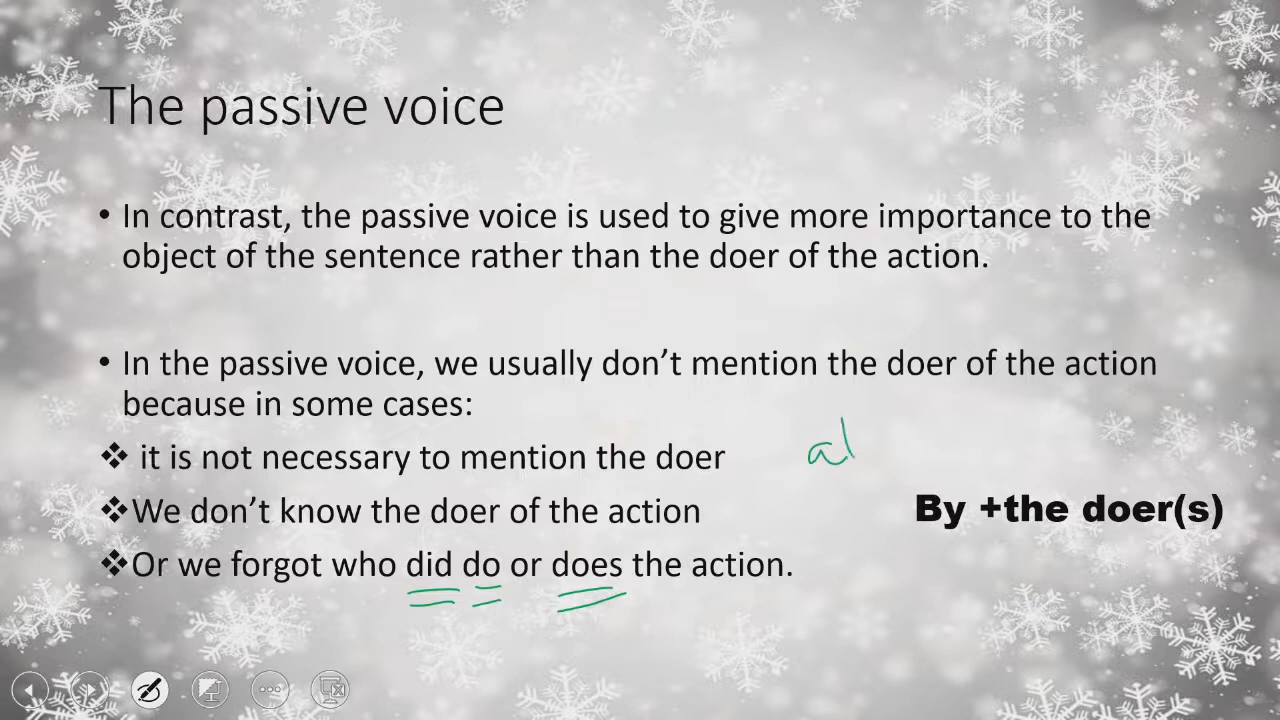 The passive voice
• In contrast, the passive voice is used to give more importance to the
object of the sentence rather than the doer of the action.
• In the passive voice, we usually don’t mention the doer of the action
because in some cases:
❖ it is not necessary to mention the doer
al
❖We don’t know the doer of the action
By +the doer(s)
❖Or we forgot who did do or does the action.